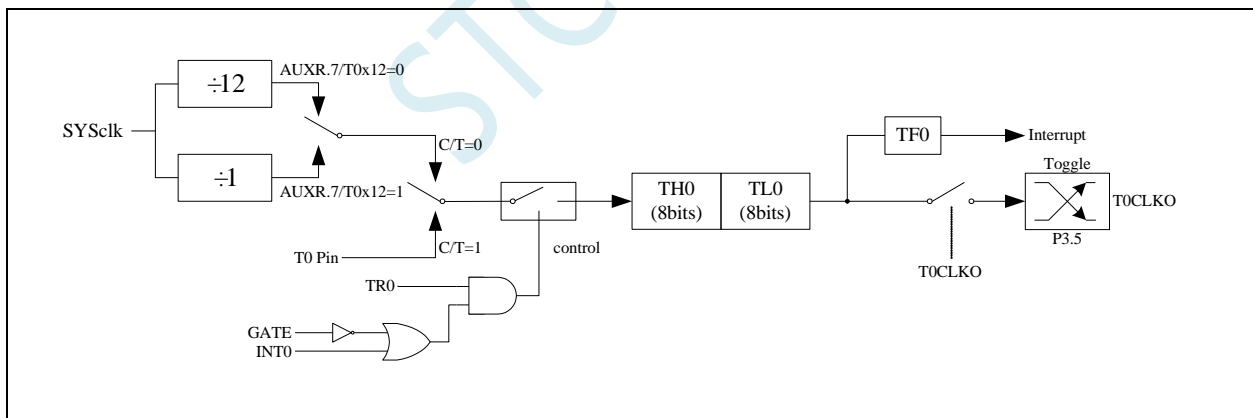 STC
÷12
AUXR.7/T0x12=0
SYSclk
÷1
AUXR.7/T0x12=1
C/T=0
T0 Pin
C/T=1
control
TR0
GATE
INT0
TH0
(8bits)
TL0
(8bits)
TF0
Interrupt
Toggle
T0CLKO
P3.5
T0CLKO